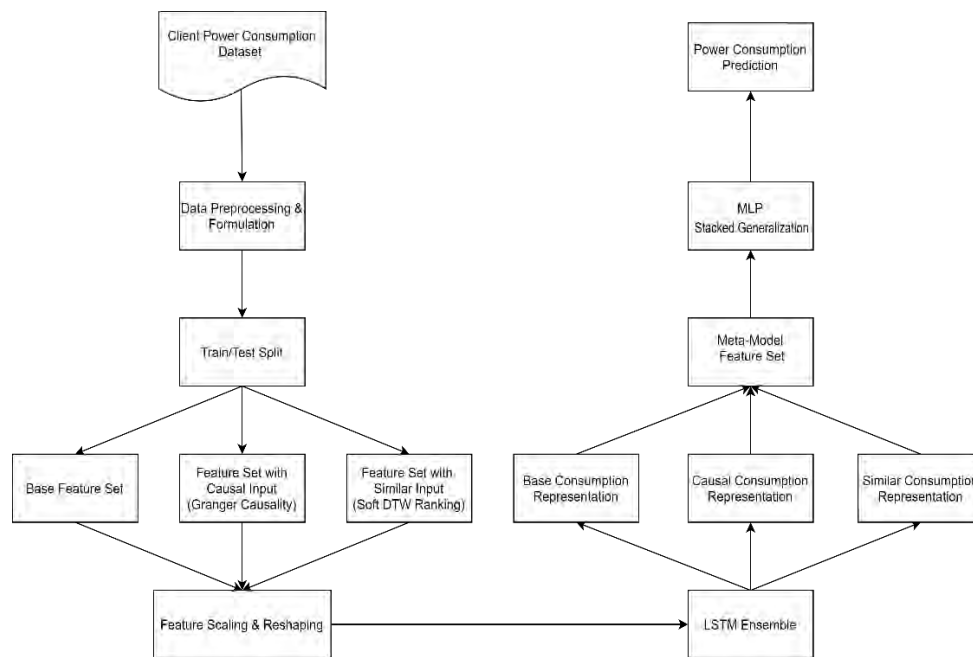 Client Power Consumption
Dataset
Data Preprocessing &
Formulation
Train/Test Split
Base Feature Set
Feature Set with
Causal Input
(Granger Causality)
Feature Set with
Similar Input
(Soft DTW Ranking)
Feature Scaling & Reshaping
Power Consumption
Prediction
MLP
Stacked Generalization
Meta-Model
Feature Set
Base Consumption
Representation
Causal Consumption
Representation
Similar Consumption
Representation
LSTM Ensemble